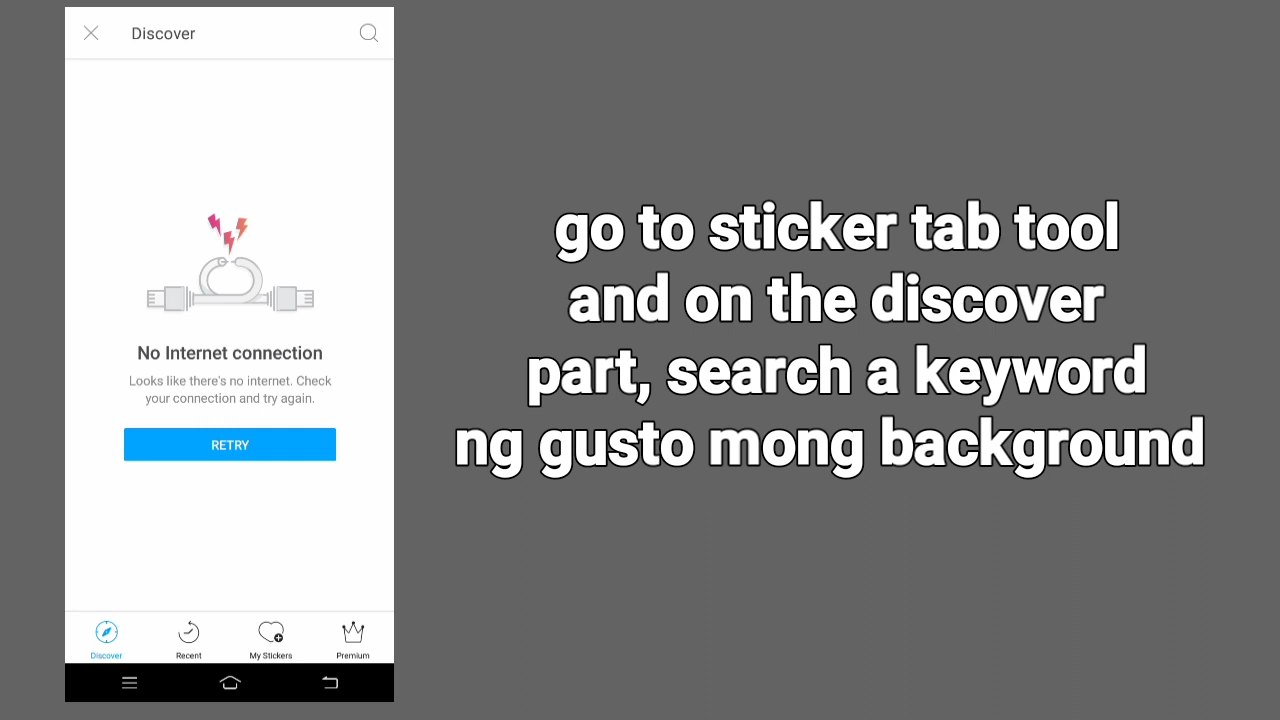 Discover
No Internet connection
Looks like there's no internet. Check
your connection and try again.
RETRY
Discover
Recent
My Stickers
Premium
go to sticker tab tool
and on the discover
part, search a keyword
ng gusto mong background